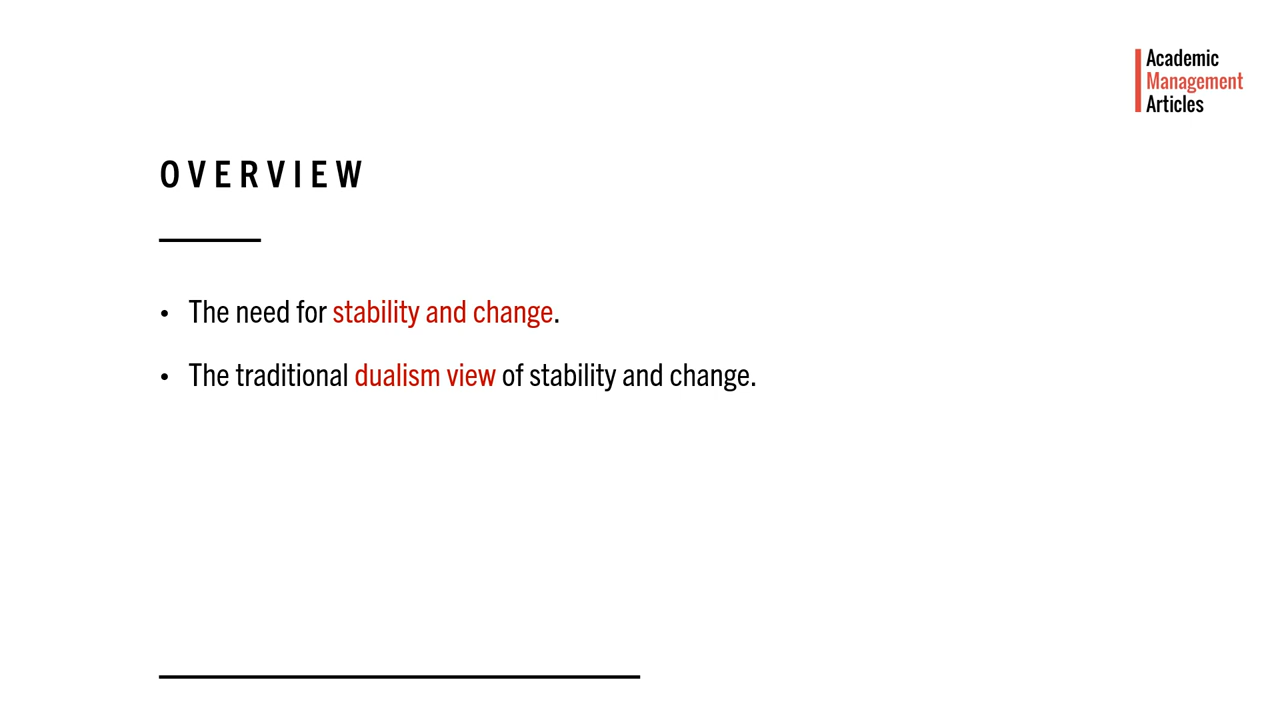 Academic
Management
Articles
OVERVIEW
• The need for stability and change.
• The traditional dualism view of stability and change.